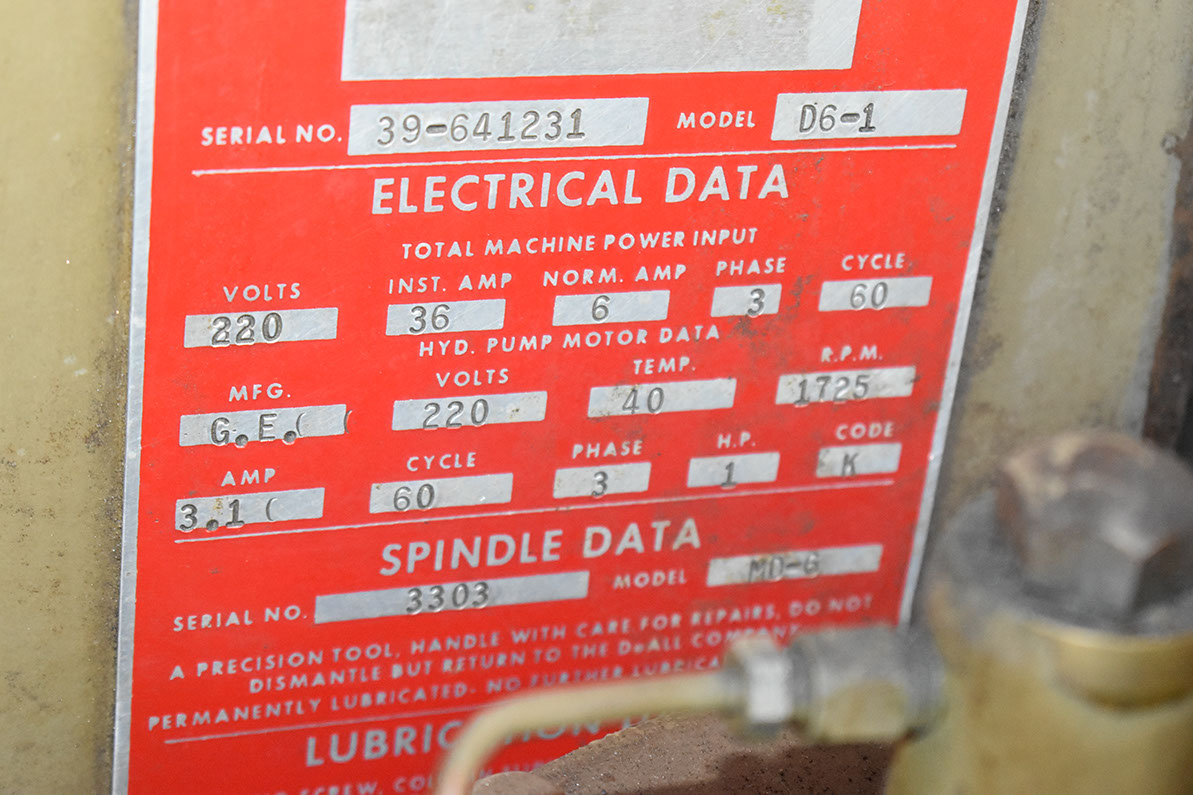 SERIAL NO. 39-641231 MODEL D6-1
ELECTRICAL DATA
TOTAL MACHINE POWER INPUT
VOLTS INST. AMP NORM. AMP PHASE CYCLE
220 36 6 3 60
HYD. PUMP MOTOR DATA
MFG. VOLTS TEMP. R.P.M.
G.E. 220 40 1725
AMP CYCLE PHASE H.P. CODE
3.1 60 3 1 K
SPINDLE DATA
SERIAL NO. 3303 MODEL MD-G
A PRECISION TOOL, HANDLE WITH CARE FOR REPAIRS, DO NOT
DISMANTLE BUT RETURN TO THE DoALL COMPANY
PERMANENTLY LUBRICATED- NO FURTHER
LUBRICATION
SCREW,